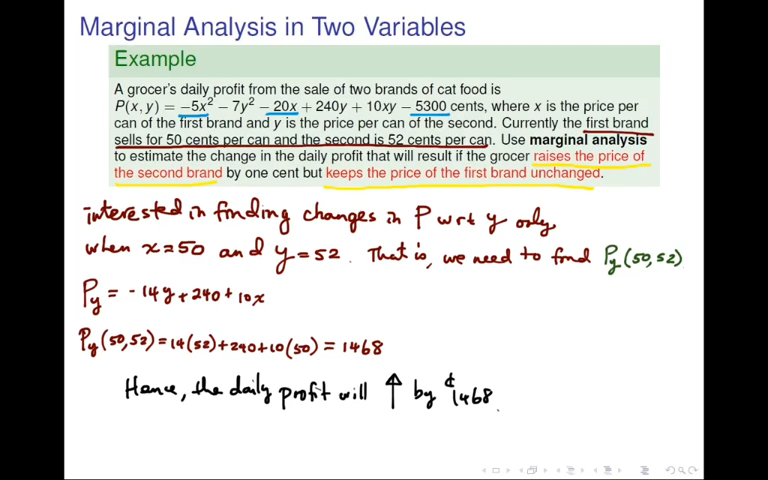 Marginal Analysis in Two Variables
Example
A grocer's daily profit from the sale of two brands of cat food is
P(x, y) = −5x² − 7y² − 20x + 240y + 10xy − 5300 cents, where x is the price per
can of the first brand and y is the price per can of the second. Currently the first brand
sells for 50 cents per can and the second is 52 cents per can. Use marginal analysis
to estimate the change in the daily profit that will result if the grocer raises the price of
the second brand by one cent but keeps the price of the first brand unchanged.
interested in finding changes in P wrt y only
when x=50 and y=52. That is, we need to find Py(50,52)
Py = -14y+240+10x
Py(50,52)=14(52)+240+10(50)=1468
Hence, the daily profit will ↑ by ¢1468.